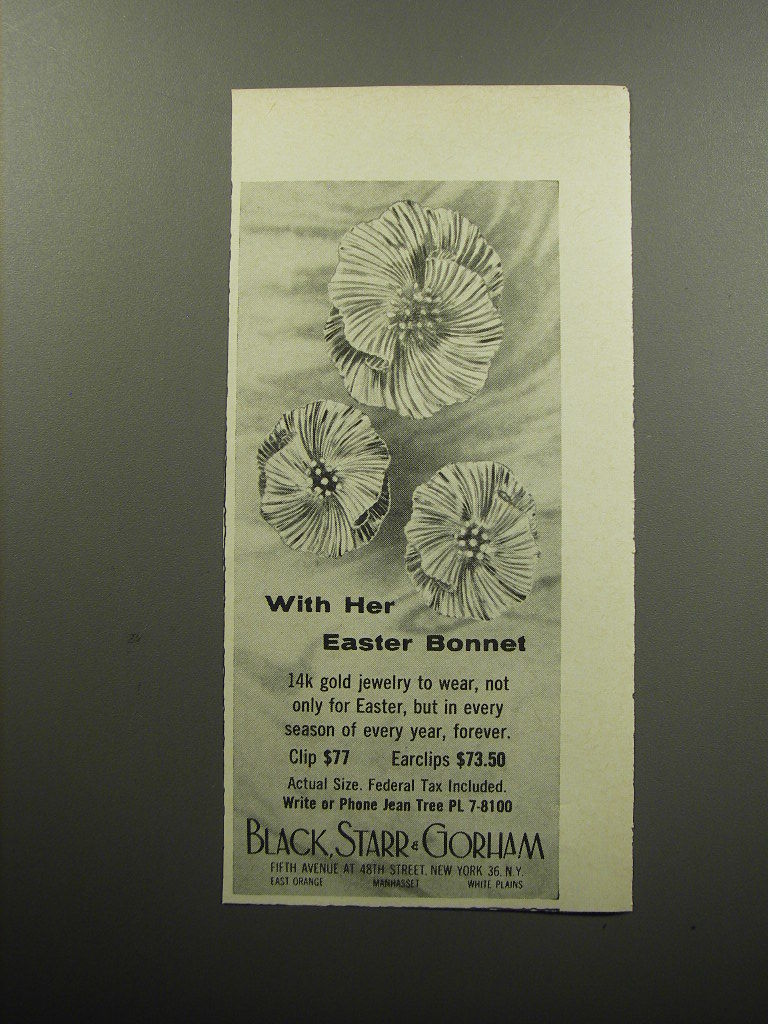 With Her
Easter Bonnet
14k gold jewelry to wear, not
only for Easter, but in every
season of every year, forever.
Clip $77 Earclips $73.50
Actual Size. Federal Tax Included.
Write or Phone Jean Tree PL 7-8100
BLACK, STARR & GORHAM
FIFTH AVENUE AT 48TH STREET, NEW YORK 36, N.Y.
EAST ORANGE MANHASSET WHITE PLAINS